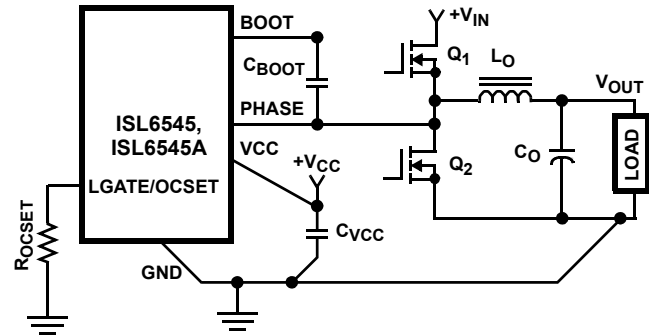 BOOT
+VIN
CBOOT
Q1
LO
VOUT
PHASE
ISL6545,
ISL6545A
VCC
+VCC
Q2
CO
LOAD
LGATE/OCSET
ROCSET
CVCC
GND